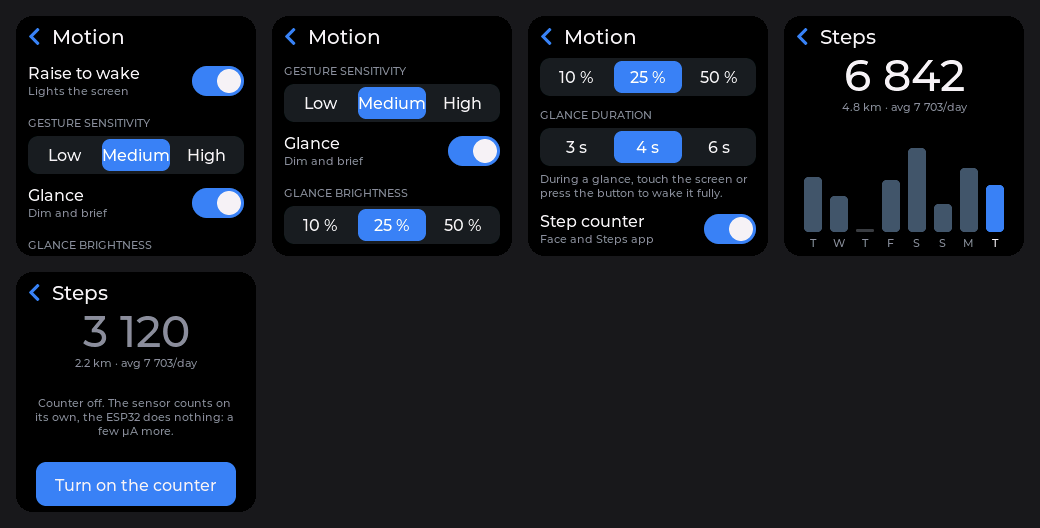 Motion
Raise to wake
Lights the screen
GESTURE SENSITIVITY
Low Medium High
Glance
Dim and brief
GLANCE BRIGHTNESS
Motion
GESTURE SENSITIVITY
Low Medium High
Glance
Dim and brief
GLANCE BRIGHTNESS
10 % 25 % 50 %
Motion
10 % 25 % 50 %
GLANCE DURATION
3 s 4 s 6 s
During a glance, touch the screen or
press the button to wake it fully.
Step counter
Face and Steps app
Steps
6 842
4.8 km · avg 7 703/day
T W T F S S M T
Steps
3 120
2.2 km · avg 7 703/day
Counter off. The sensor counts on
its own, the ESP32 does nothing: a
few µA more.
Turn on the counter